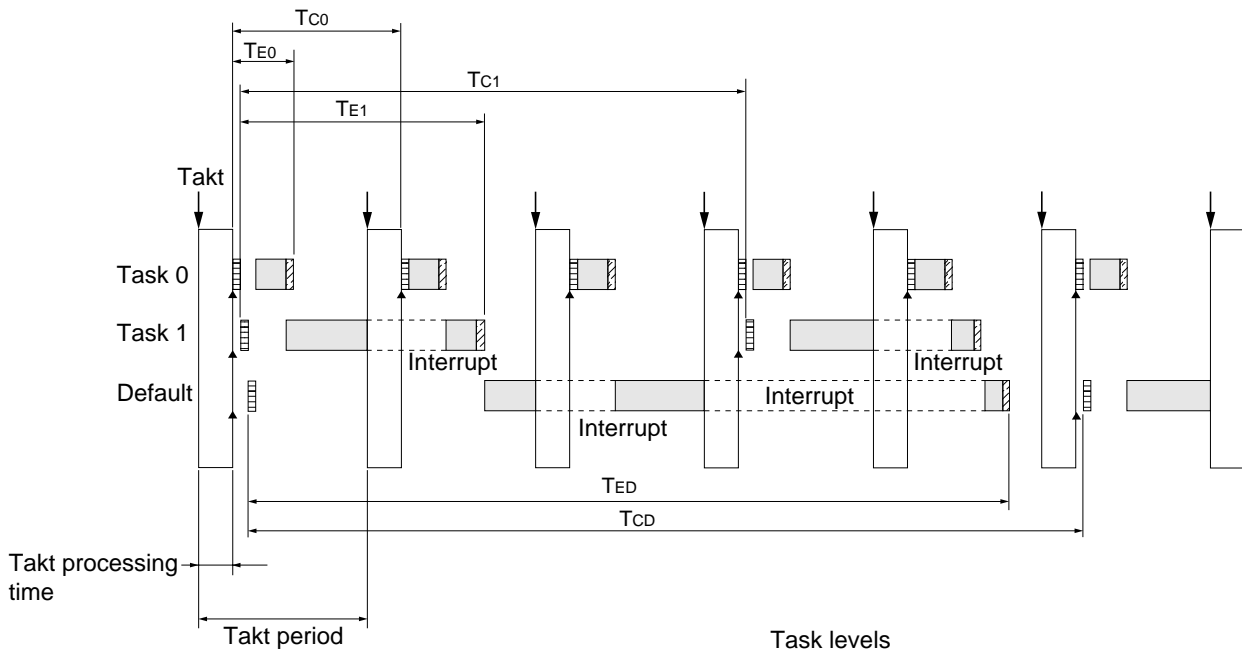 TC0
TE0
TC1
TE1
Takt
Task 0
Task 1
Interrupt
Interrupt
Default
Interrupt
Interrupt
TED
TCD
Takt processing
time
Takt period
Task levels